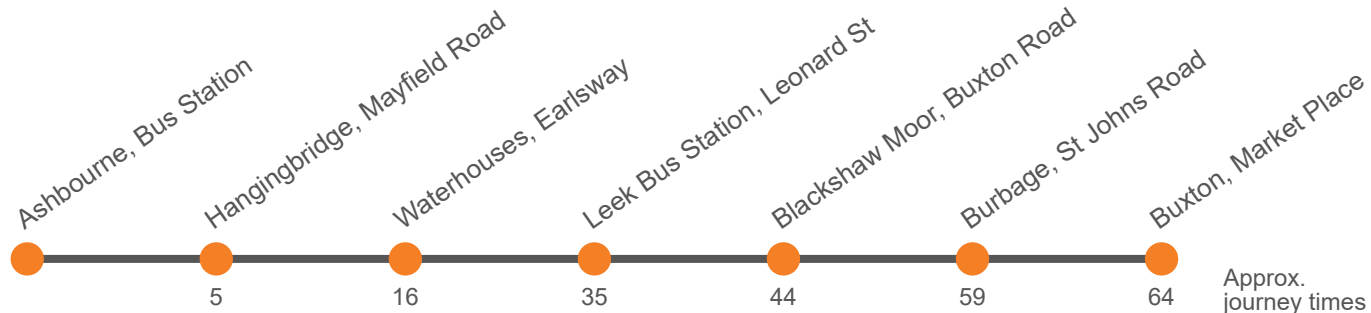 Ashbourne, Bus Station
Hangingbridge, Mayfield Road
Waterhouses, Earlsway
Leek Bus Station, Leonard St
Blackshaw Moor, Buxton Road
Burbage, St Johns Road
Buxton, Market Place
5
16
35
44
59
64
Approx.
journey times